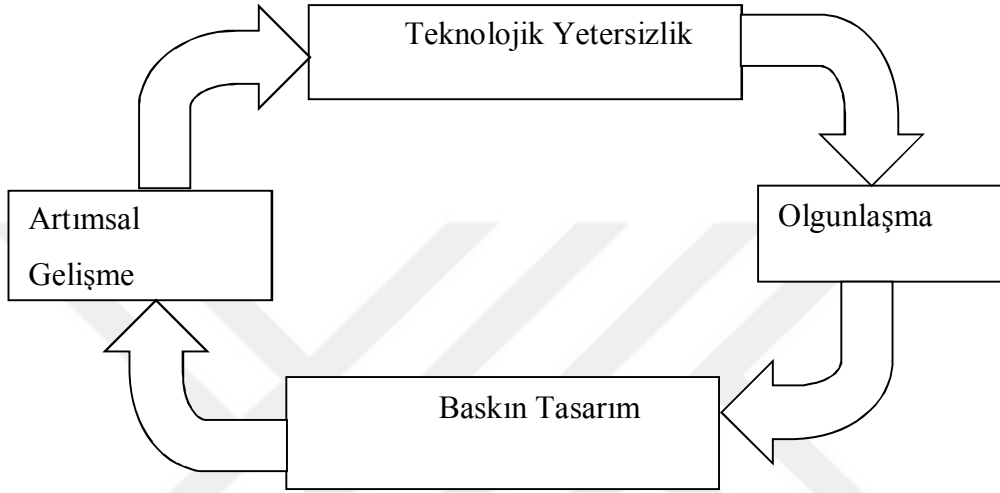 Teknolojik Yetersizlik
Artımsal
Gelişme
Olgunlaşma
Baskın Tasarım